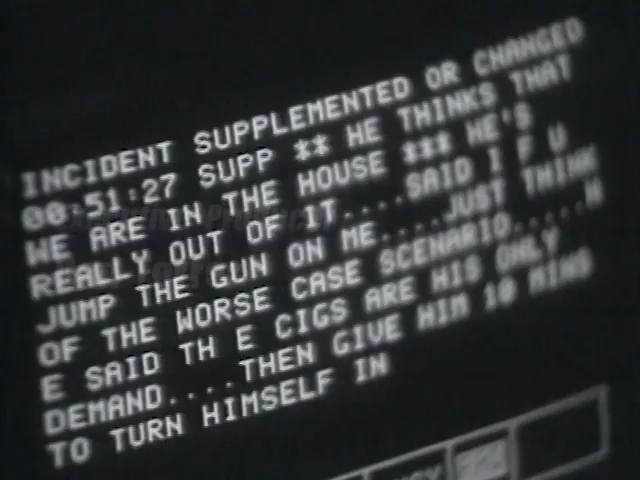 INCIDENT SUPPLEMENTED OR CHANGED
00:51:27 SUPP ** HE THINKS THAT
WE ARE IN THE HOUSE *** HE'S
REALLY OUT OF IT....SAID I F U
JUMP THE GUN ON ME....JUST THINK
OF THE WORSE CASE SCENARIO.....H
E SAID TH E CIGS ARE HIS ONLY
DEMAND....THEN GIVE HIM 10 MINS
TO TURN HIMSELF IN